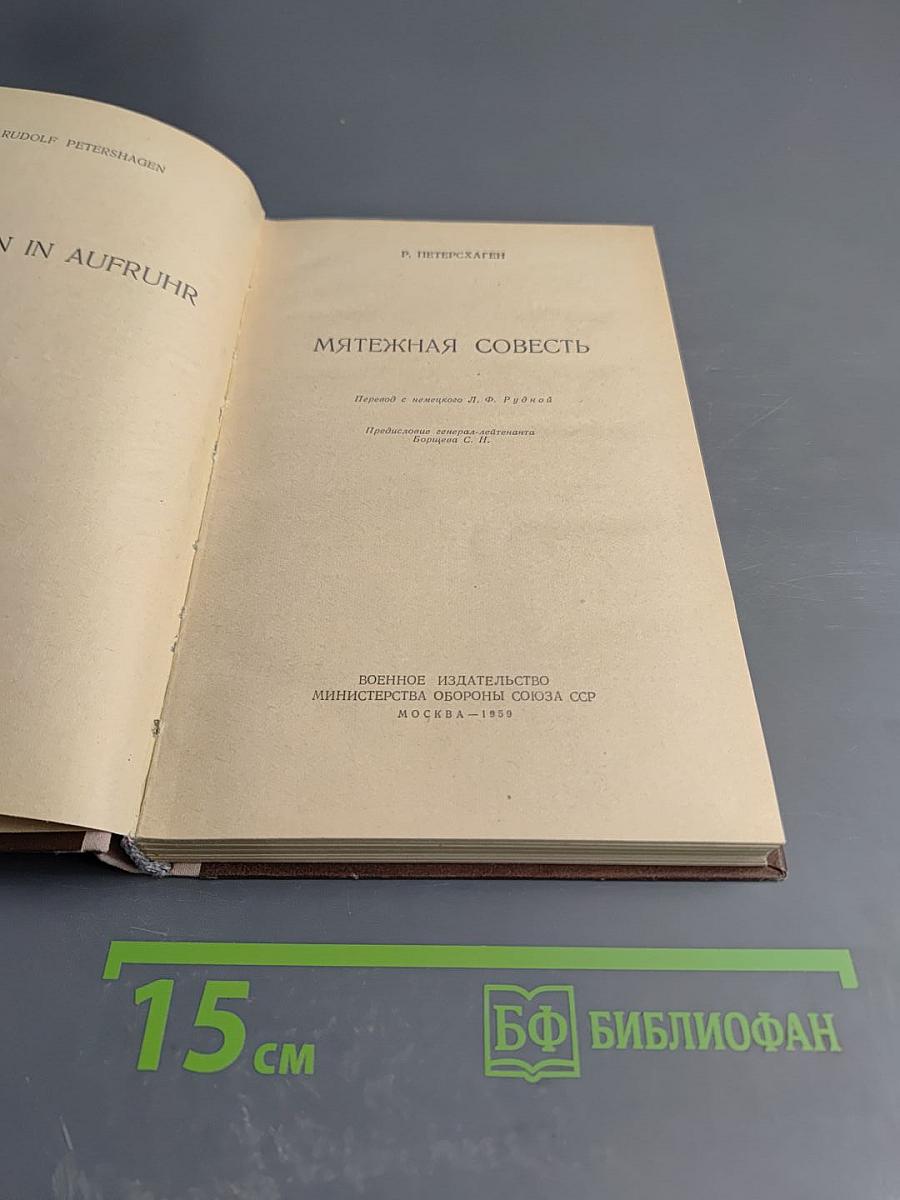 RUDOLF PETERSHAGEN
N IN AUFRUHR
Р. ПЕТЕРСХАГЕН
МЯТЕЖНАЯ СОВЕСТЬ
Перевод с немецкого Л. Ф. Рудной
Предисловие генерал-лейтенанта
Борщева С. Н.
ВОЕННОЕ ИЗДАТЕЛЬСТВО
МИНИСТЕРСТВА ОБОРОНЫ СОЮЗА ССР
МОСКВА—1959
15 см
БФ БИБЛИОФАН